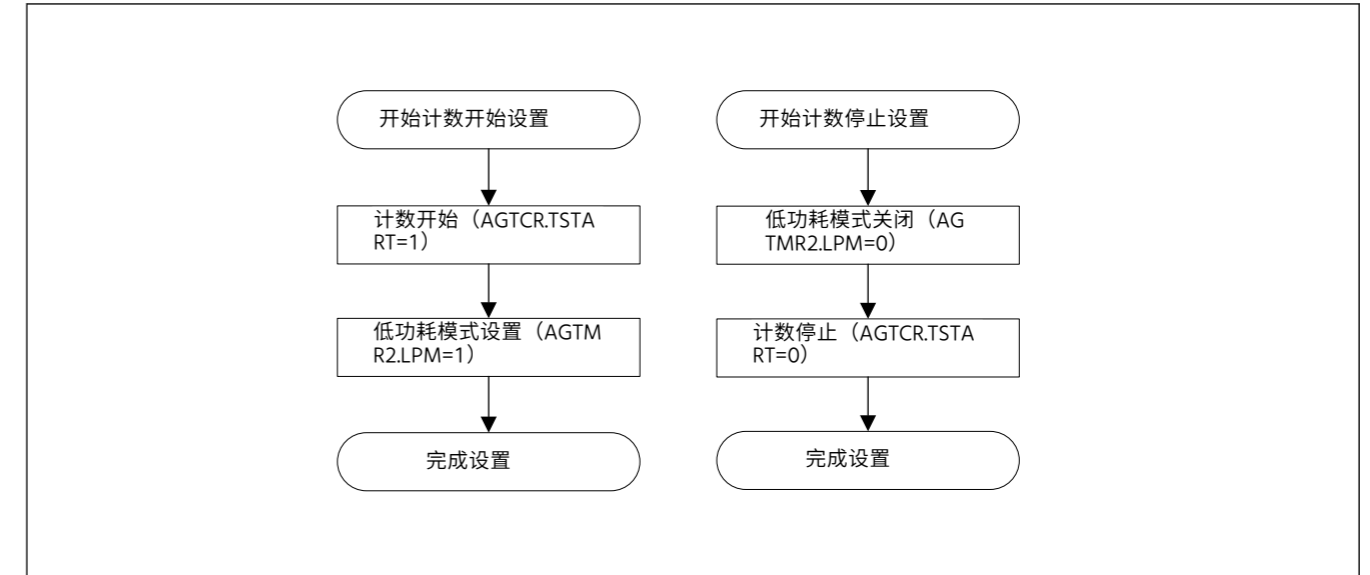 开始计数开始设置
计数开始（AGTCR.TSTA
RT=1）
低功耗模式设置（AGTM
R2.LPM=1）
完成设置
开始计数停止设置
低功耗模式关闭（AG
TMR2.LPM=0）
计数停止（AGTCR.TSTA
RT=0）
完成设置